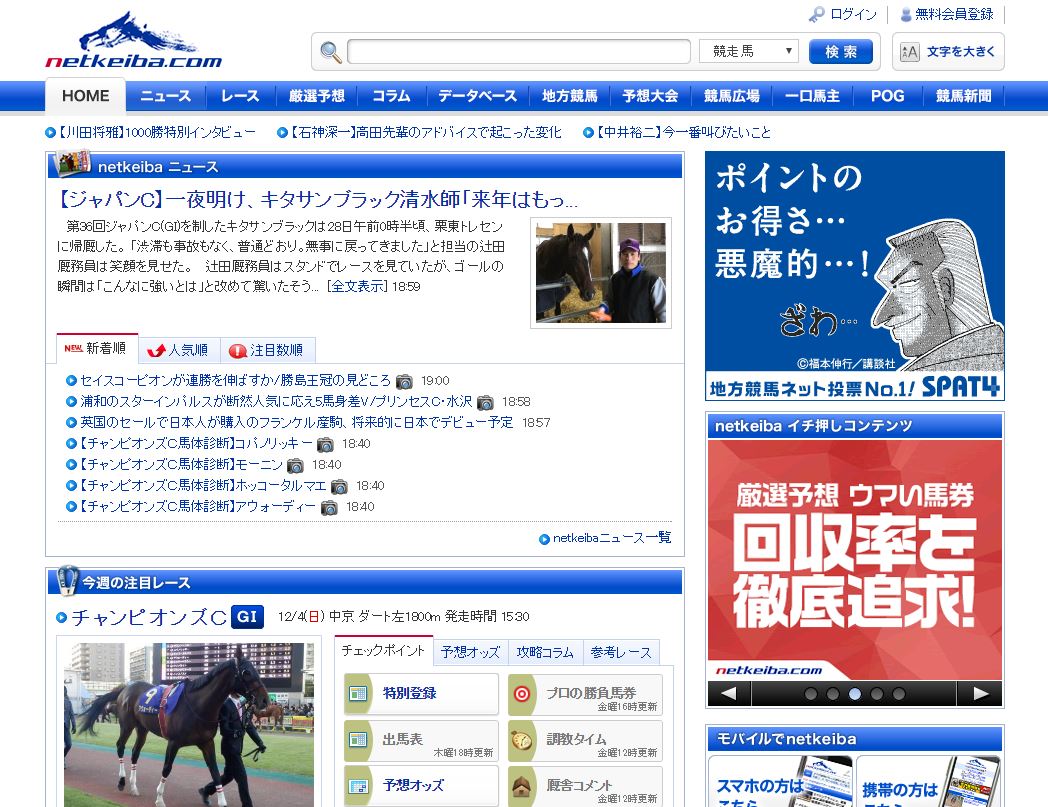 netkeiba.com
ログイン
無料会員登録
競走馬
検索
文字を大きく
HOME
ニュース
レース
厳選予想
コラム
データベース
地方競馬
予想大会
競馬広場
一口馬主
POG
競馬新聞
【川田将雅】1000勝特別インタビュー
【石神深一】高田先輩のアドバイスで起こった変化
【中井裕二】今一番叫びたいこと
netkeiba ニュース
【ジャパンC】一夜明け、キタサンブラック清水師「来年はもっ...
第36回ジャパンC(GI)を制したキタサンブラックは28日午前0時半頃、栗東トレセン
に帰厩した。「渋滞も事故もなく、普通どおり。無事に戻ってきました」と担当の辻田
厩務員は笑顔を見せた。 辻田厩務員はスタンドでレースを見ていたが、ゴールの
瞬間は「こんなに強いとは」と改めて驚いたそう... [全文表示] 18:59
NEW 新着順
人気順
注目数順
セイスコーピオンが連勝を伸ばすか/勝島王冠の見どころ 19:00
浦和のスターインパルスが断然人気に応え5馬身差V/プリンセスC・水沢 18:58
英国のセールで日本人が購入のフランケル産駒、将来的に日本でデビュー予定 18:57
【チャンピオンズC馬体診断】コパノリッキー 18:40
【チャンピオンズC馬体診断】モーニン 18:40
【チャンピオンズC馬体診断】ホッコータルマエ 18:40
【チャンピオンズC馬体診断】アウォーディー 18:40
netkeibaニュース一覧
今週の注目レース
チャンピオンズC GI 12/4(日) 中京 ダート左1800m 発走時間 15:30
チェックポイント
予想オッズ
攻略コラム
参考レース
特別登録
プロの勝負馬券
金曜16時更新
出馬表
木曜18時更新
調教タイム
金曜12時更新
予想オッズ
厩舎コメント
金曜12時更新
9
アウォーディー
ポイントの
お得さ…
悪魔的…!
ざわ…
©福本伸行／講談社
地方競馬ネット投票No.1! SPAT4
netkeiba イチ押しコンテンツ
厳選予想 ウマい馬券
回収率を
徹底追求!
netkeiba.com
モバイルでnetkeiba
スマホの方は
こちら
携帯の方は
こちら